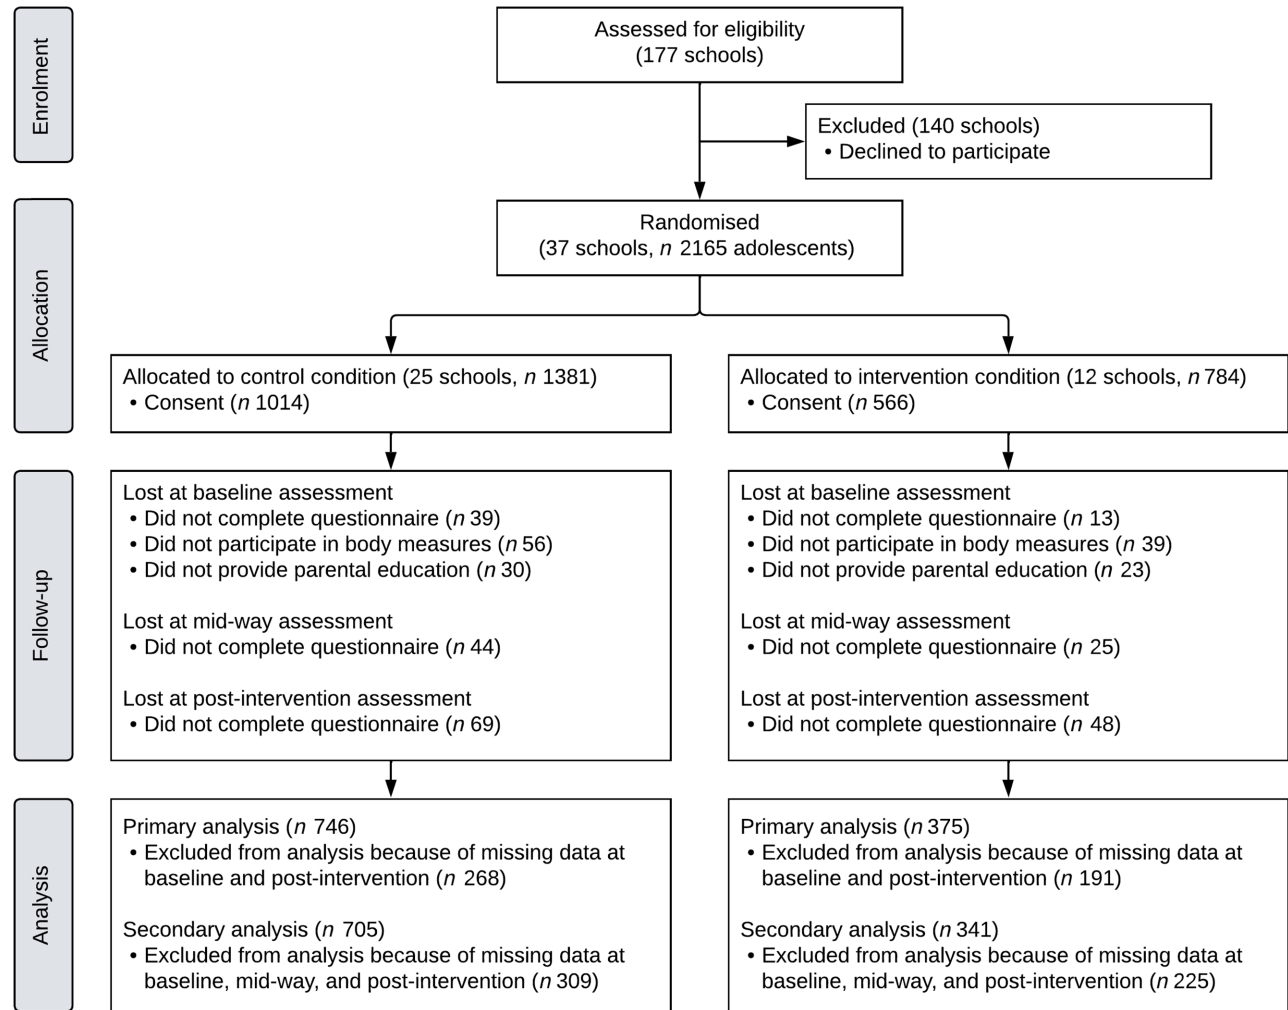 Enrolment
Assessed for eligibility
(177 schools)
Excluded (140 schools)
• Declined to participate
Allocation
Randomised
(37 schools, n 2165 adolescents)
Allocated to control condition (25 schools, n 1381)
• Consent (n 1014)
Allocated to intervention condition (12 schools, n 784)
• Consent (n 566)
Follow-up
Lost at baseline assessment
• Did not complete questionnaire (n 39)
• Did not participate in body measures (n 56)
• Did not provide parental education (n 30)
Lost at mid-way assessment
• Did not complete questionnaire (n 44)
Lost at post-intervention assessment
• Did not complete questionnaire (n 69)
Lost at baseline assessment
• Did not complete questionnaire (n 13)
• Did not participate in body measures (n 39)
• Did not provide parental education (n 23)
Lost at mid-way assessment
• Did not complete questionnaire (n 25)
Lost at post-intervention assessment
• Did not complete questionnaire (n 48)
Analysis
Primary analysis (n 746)
• Excluded from analysis because of missing data at
baseline and post-intervention (n 268)
Secondary analysis (n 705)
• Excluded from analysis because of missing data at
baseline, mid-way, and post-intervention (n 309)
Primary analysis (n 375)
• Excluded from analysis because of missing data at
baseline and post-intervention (n 191)
Secondary analysis (n 341)
• Excluded from analysis because of missing data at
baseline, mid-way, and post-intervention (n 225)